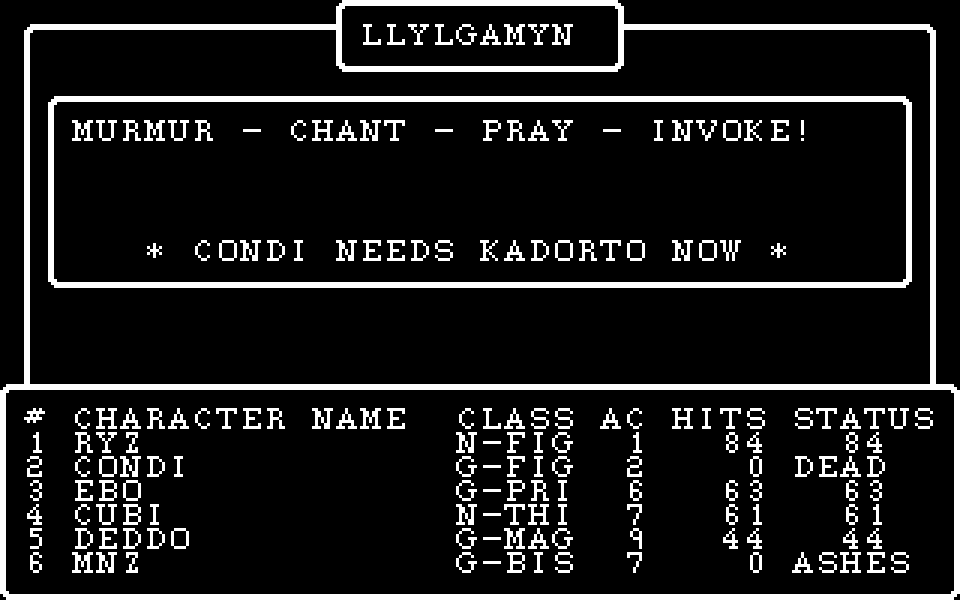 LLYLGAMYN
MURMUR - CHANT - PRAY - INVOKE!
* CONDI NEEDS KADORTO NOW *
# CHARACTER NAME CLASS AC HITS STATUS
1 RYZ N-FIG 1 84 84
2 CONDI G-FIG 2 0 DEAD
3 EBO G-PRI 6 63 63
4 CUBI N-THI 7 61 61
5 DEDDO G-MAG 9 44 44
6 MNZ G-BIS 7 0 ASHES